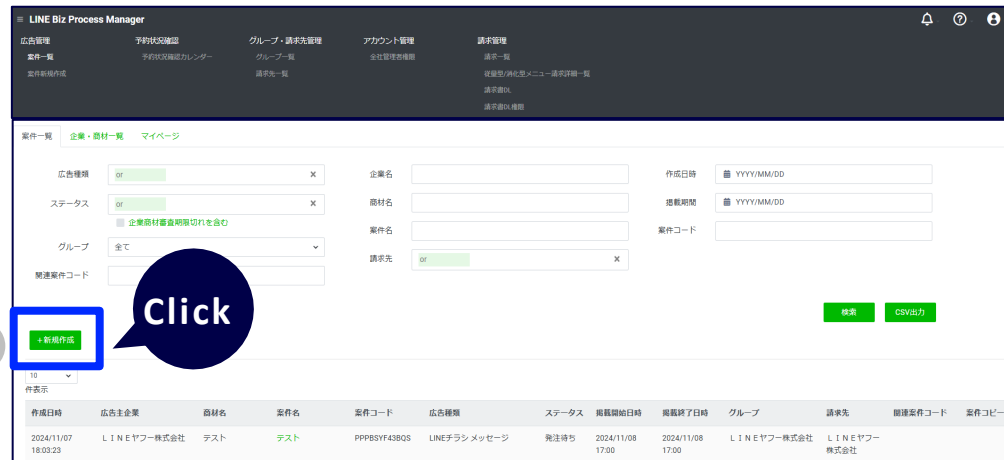 ≡ LINE Biz Process Manager
広告管理 予約状況確認 グループ・請求先管理 アカウント管理 請求管理
案件一覧 予約状況確認カレンダー グループ一覧 全社管理者権限 請求一覧
案件新規作成 請求先一覧 従量型/消化型メニュー請求詳細一覧
請求書DL
請求書DL権限
案件一覧 企業・商材一覧 マイページ
広告種類 or × 企業名 作成日時 YYYY/MM/DD
ステータス or × 商材名 掲載期間 YYYY/MM/DD
企業商材審査期限切れを含む
案件名 案件コード
グループ 全て
請求先 or ×
関連案件コード
Click
検索 CSV出力
+新規作成
10
件表示
作成日時 広告主企業 商材名 案件名 案件コード 広告種類 ステータス 掲載開始日時 掲載終了日時 グループ 請求先 関連案件コード 案件コピー
2024/11/07 ＬＩＮＥヤフー株式会社 テスト テスト PPPBSYF43BQS LINEチラシ メッセージ 発注待ち 2024/11/08 2024/11/08 ＬＩＮＥヤフー株式会社 ＬＩＮＥヤフー
18:03:23 17:00 17:00 株式会社